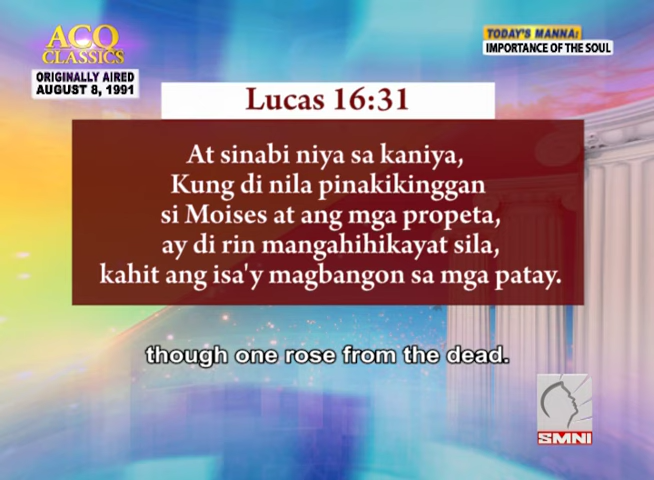 ACQ
CLASSICS
ORIGINALLY AIRED
AUGUST 8, 1991
TODAY'S MANNA:
IMPORTANCE OF THE SOUL
Lucas 16:31
At sinabi niya sa kaniya,
Kung di nila pinakikinggan
si Moises at ang mga propeta,
ay di rin mangahihikayat sila,
kahit ang isa'y magbangon sa mga patay.
though one rose from the dead.
SMNI